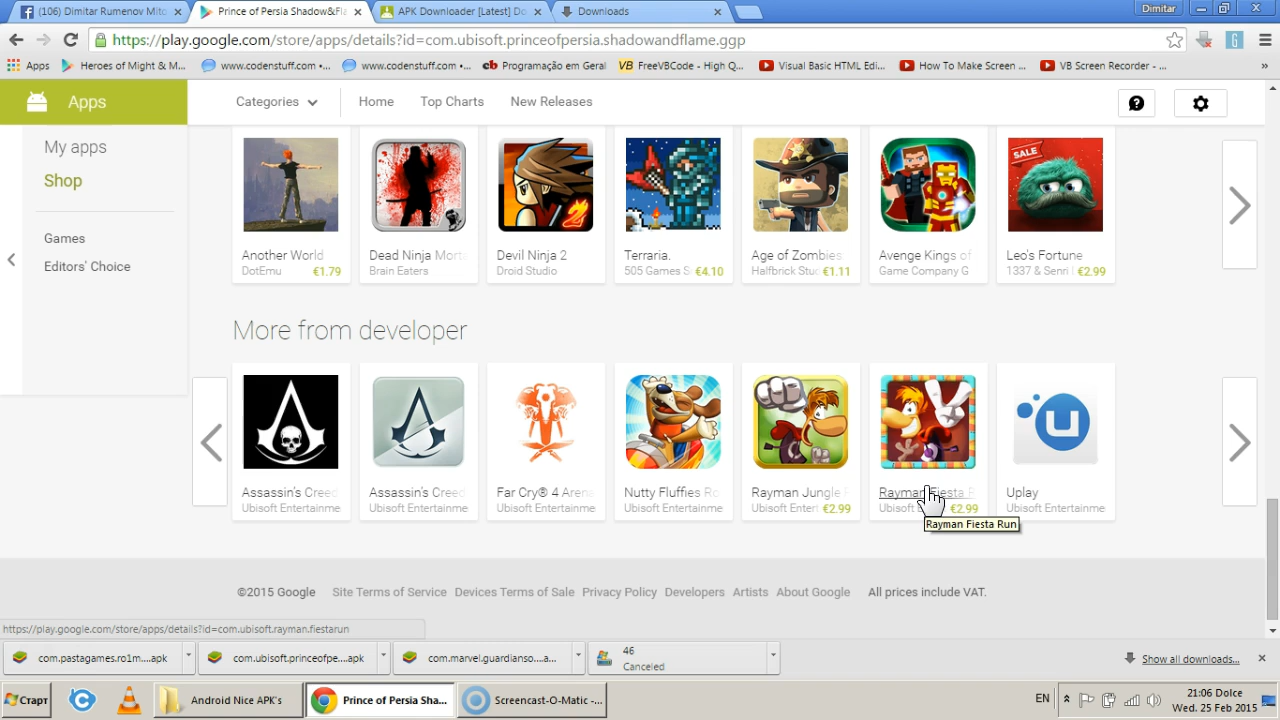 (106) Dimitar Rumenov Mito
Prince of Persia Shadow&Fla
APK Downloader [Latest] Do
Downloads
Dimitar
https://play.google.com/store/apps/details?id=com.ubisoft.princeofpersia.shadowandflame.ggp
Apps
Heroes of Might & M...
www.codenstuff.com •...
www.codenstuff.com •...
Programação em Geral
FreeVBCode - High Q...
Visual Basic HTML Edi...
How To Make Screen ...
VB Screen Recorder - ...
Apps
Categories
Home
Top Charts
New Releases
My apps
Shop
Games
Editors' Choice
SALE
Another World
DotEmu €1.79
Dead Ninja Morta
Brain Eaters
Devil Ninja 2
Droid Studio
Terraria.
505 Games S €4.10
Age of Zombies
Halfbrick Stu €1.11
Avenge Kings of
Game Company G
Leo's Fortune
1337 & Senri €2.99
More from developer
Assassin's Creed
Ubisoft Entertainme
Assassin's Creed
Ubisoft Entertainme
Far Cry® 4 Arena
Ubisoft Entertainme
Nutty Fluffies Ro
Ubisoft Entertainme
Rayman Jungle
Ubisoft Entert €2.99
Rayman Fiesta
Ubisoft €2.99
Uplay
Ubisoft Entertainme
Rayman Fiesta Run
©2015 Google
Site Terms of Service
Devices Terms of Sale
Privacy Policy
Developers
Artists
About Google
All prices include VAT.
https://play.google.com/store/apps/details?id=com.ubisoft.rayman.fiestarun
com.pastagames.ro1m....apk
com.ubisoft.princeofpe....apk
com.marvel.guardianso....a...
46
Canceled
Show all downloads...
Старт
Android Nice APK's
Prince of Persia Sha...
Screencast-O-Matic -...
EN
21:06 Dolce
Wed. 25 Feb 2015